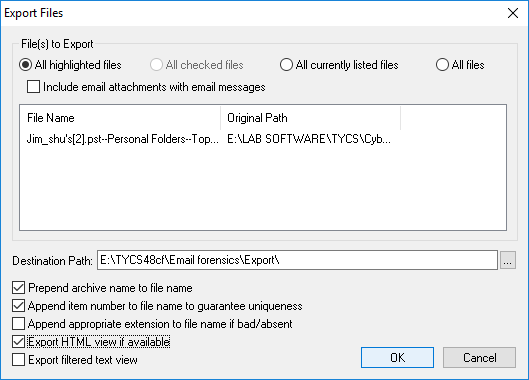 Export Files
File(s) to Export
All highlighted files All checked files All currently listed files All files
Include email attachments with email messages
File Name Original Path
Jim_shu's[2].pst--Personal Folders--Top... E:\LAB SOFTWARE\TYCS\Cyb...
Destination Path: E:\TYCS48cf\Email forensics\Export\ ...
Prepend archive name to file name
Append item number to file name to guarantee uniqueness
Append appropriate extension to file name if bad/absent
Export HTML view if available
Export filtered text view
OK Cancel